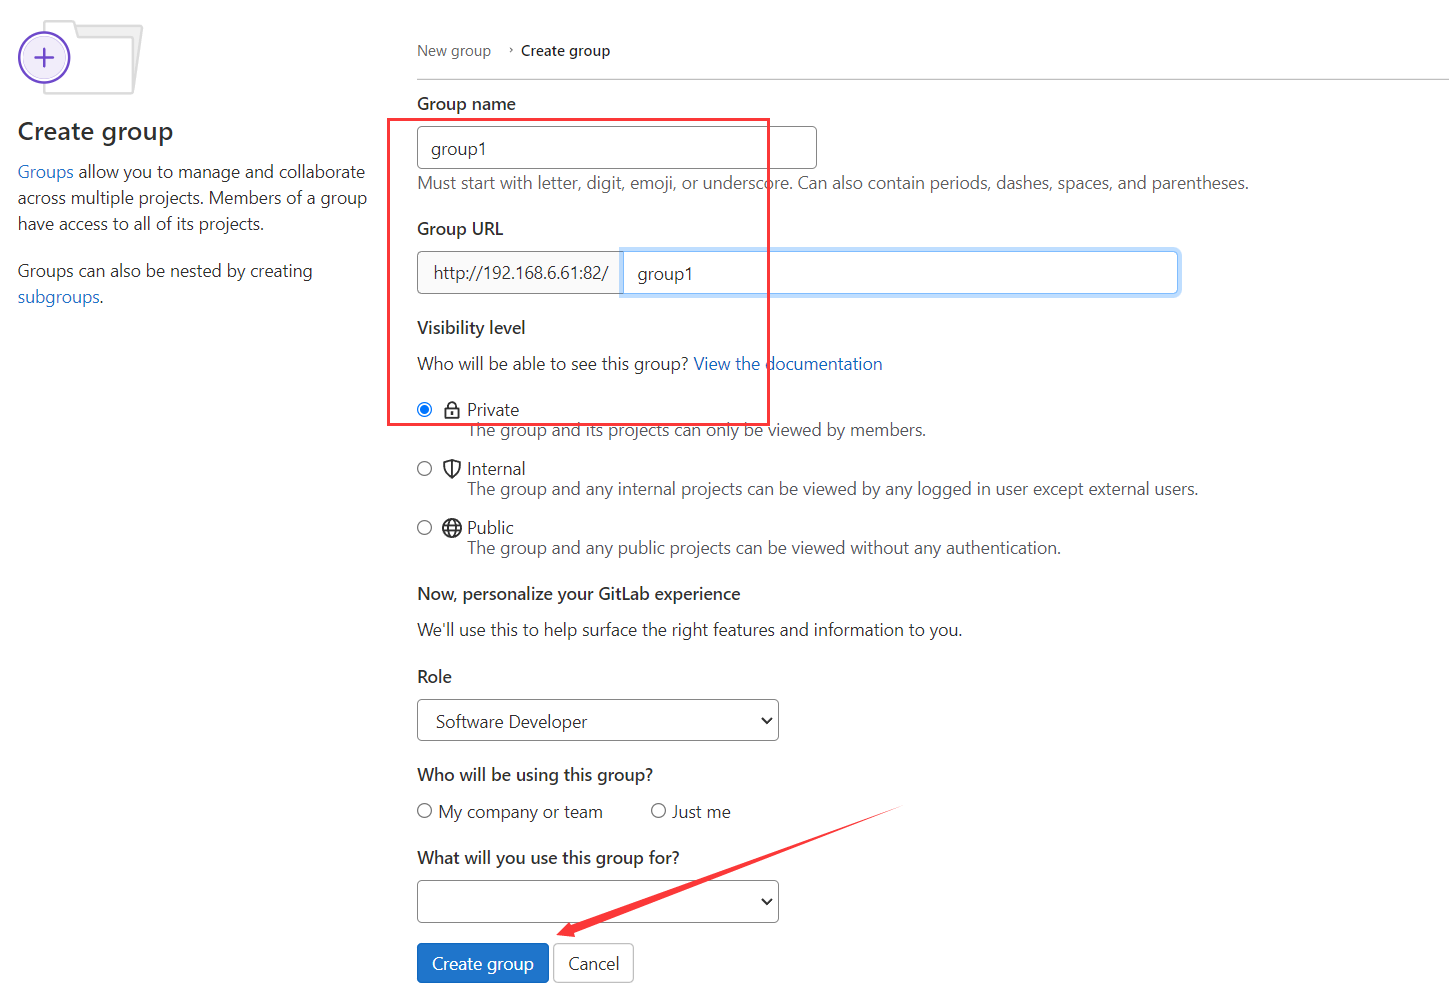 Create group
Groups allow you to manage and collaborate
across multiple projects. Members of a group
have access to all of its projects.
Groups can also be nested by creating
subgroups.
New group › Create group
Group name
group1
Must start with letter, digit, emoji, or underscore. Can also contain periods, dashes, spaces, and parentheses.
Group URL
http://192.168.6.61:82/ group1
Visibility level
Who will be able to see this group? View the documentation
Private
The group and its projects can only be viewed by members.
Internal
The group and any internal projects can be viewed by any logged in user except external users.
Public
The group and any public projects can be viewed without any authentication.
Now, personalize your GitLab experience
We'll use this to help surface the right features and information to you.
Role
Software Developer
Who will be using this group?
My company or team Just me
What will you use this group for?
Create group Cancel